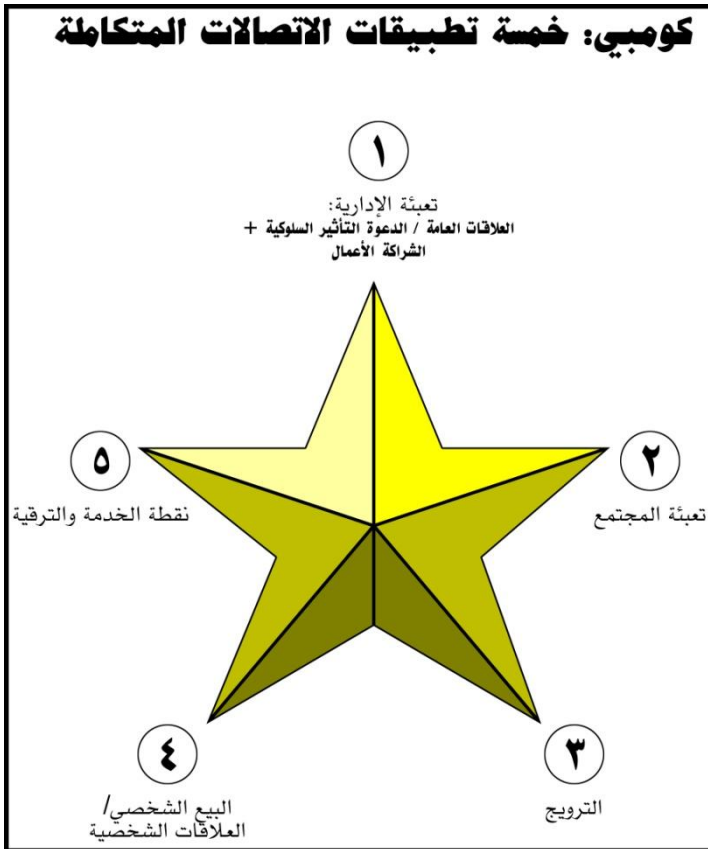 كومبي: خمسة تطبيقات الاتصالات المتكاملة
١
تعبئة الإدارية:
العلاقات العامة / الدعوة التأثير السلوكية +
الشراكة الأعمال
٢
تعبئة المجتمع
٣
الترويج
٤
البيع الشخصي/
العلاقات الشخصية
٥
نقطة الخدمة والترقية